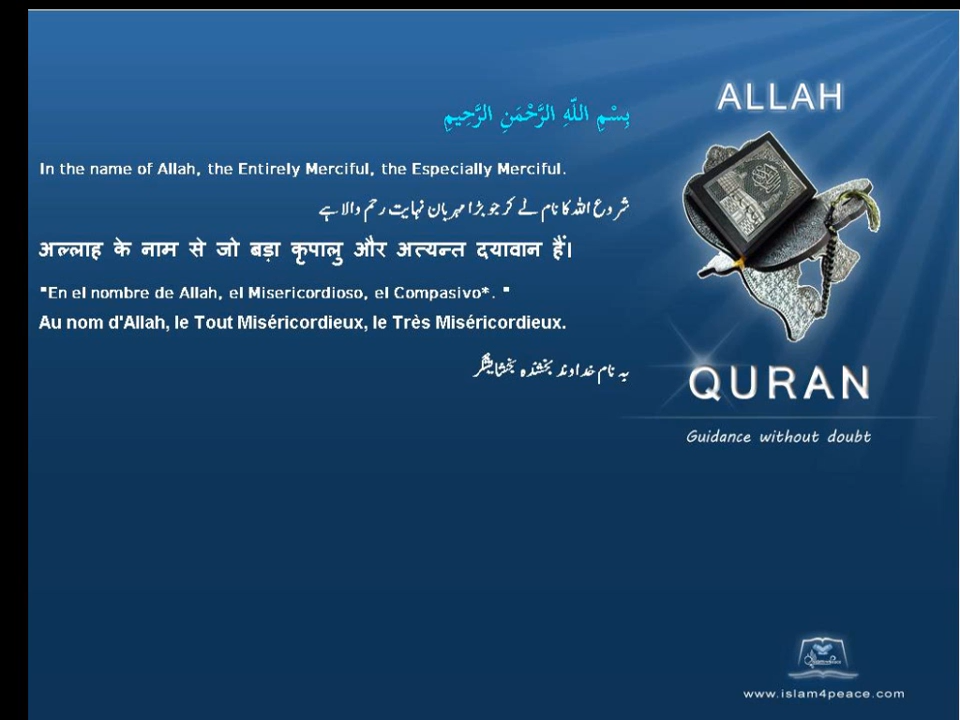 بِسْمِ اللَّهِ الرَّحْمَنِ الرَّحِيمِ
In the name of Allah, the Entirely Merciful, the Especially Merciful.
شروع الله کا نام لے کر جو بڑا مہربان نہایت رحم والا ہے
अल्लाह के नाम से जो बड़ा कृपालु और अत्यन्त दयावान हैं।
"En el nombre de Allah, el Misericordioso, el Compasivo*. "
Au nom d'Allah, le Tout Miséricordieux, le Très Miséricordieux.
به نام خداوند بخشنده بخشایشگر
ALLAH
QURAN
Guidance without doubt
www.islam4peace.com